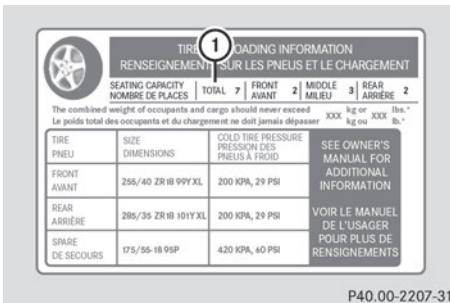 1
TIRE LOADING INFORMATION
RENSEIGNEMENTS SUR LES PNEUS ET LE CHARGEMENT
SEATING CAPACITY TOTAL 7 FRONT 2 MIDDLE 3 REAR 2
NOMBRE DE PLACES AVANT MILIEU ARRIÈRE
The combined weight of occupants and cargo should never exceed XXX kg or XXX lbs.*
Le poids total des occupants et du chargement ne doit jamais dépasser kg ou lb.*
TIRE SIZE COLD TIRE PRESSURE
PNEU DIMENSIONS PRESSION DES
PNEUS À FROID
FRONT
AVANT 255/40 ZR18 99Y XL 200 KPA, 29 PSI
REAR
ARRIÈRE 285/35 ZR18 101Y XL 200 KPA, 29 PSI
SPARE
DE SECOURS 175/55-18 95P 420 KPA, 60 PSI
SEE OWNER'S
MANUAL FOR
ADDITIONAL
INFORMATION
VOIR LE MANUEL
DE L'USAGER
POUR PLUS DE
RENSIGNEMENTS
P40.00-2207-31